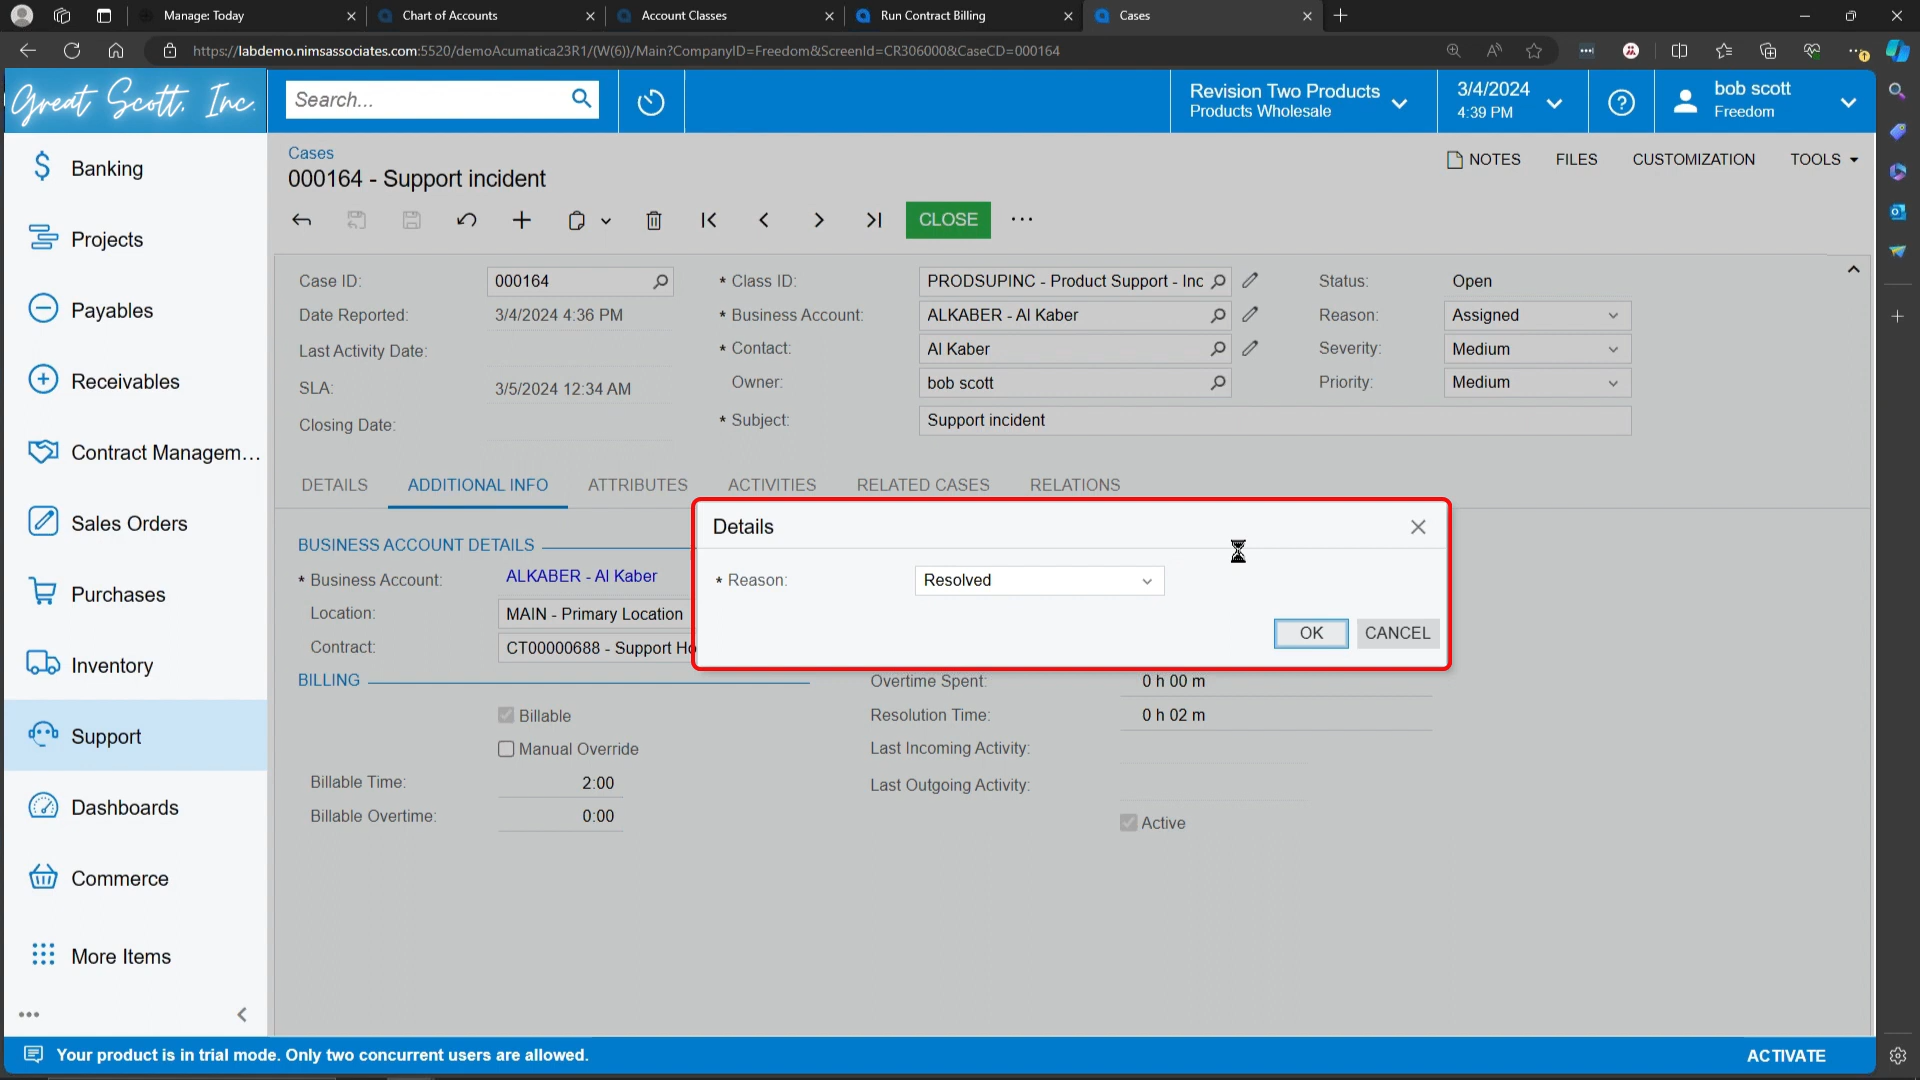 Manage: Today
Chart of Accounts
Account Classes
Run Contract Billing
Cases
https://labdemo.nimsassociates.com:5520/demoAcumatica23R1/(W(6))/Main?CompanyID=Freedom&ScreenId=CR306000&CaseCD=000164
Great Scott, Inc.
Search...
Revision Two Products
Products Wholesale
3/4/2024
4:39 PM
bob scott
Freedom
Banking
Projects
Payables
Receivables
Contract Managem...
Sales Orders
Purchases
Inventory
Support
Dashboards
Commerce
More Items
Cases
000164 - Support incident
NOTES
FILES
CUSTOMIZATION
TOOLS
CLOSE
Case ID:
000164
* Class ID:
PRODSUPINC - Product Support - Inc
Status:
Open
Date Reported:
3/4/2024 4:36 PM
* Business Account:
ALKABER - Al Kaber
Reason:
Assigned
Last Activity Date:
* Contact:
Al Kaber
Severity:
Medium
SLA:
3/5/2024 12:34 AM
Owner:
bob scott
Priority:
Medium
Closing Date:
* Subject:
Support incident
DETAILS
ADDITIONAL INFO
ATTRIBUTES
ACTIVITIES
RELATED CASES
RELATIONS
BUSINESS ACCOUNT DETAILS
* Business Account:
ALKABER - Al Kaber
Location:
MAIN - Primary Location
Contract:
CT00000688 - Support Ho
Details
* Reason:
Resolved
OK
CANCEL
BILLING
Billable
Manual Override
Billable Time:
2:00
Billable Overtime:
0:00
Overtime Spent:
0 h 00 m
Resolution Time:
0 h 02 m
Last Incoming Activity:
Last Outgoing Activity:
Active
Your product is in trial mode. Only two concurrent users are allowed.
ACTIVATE